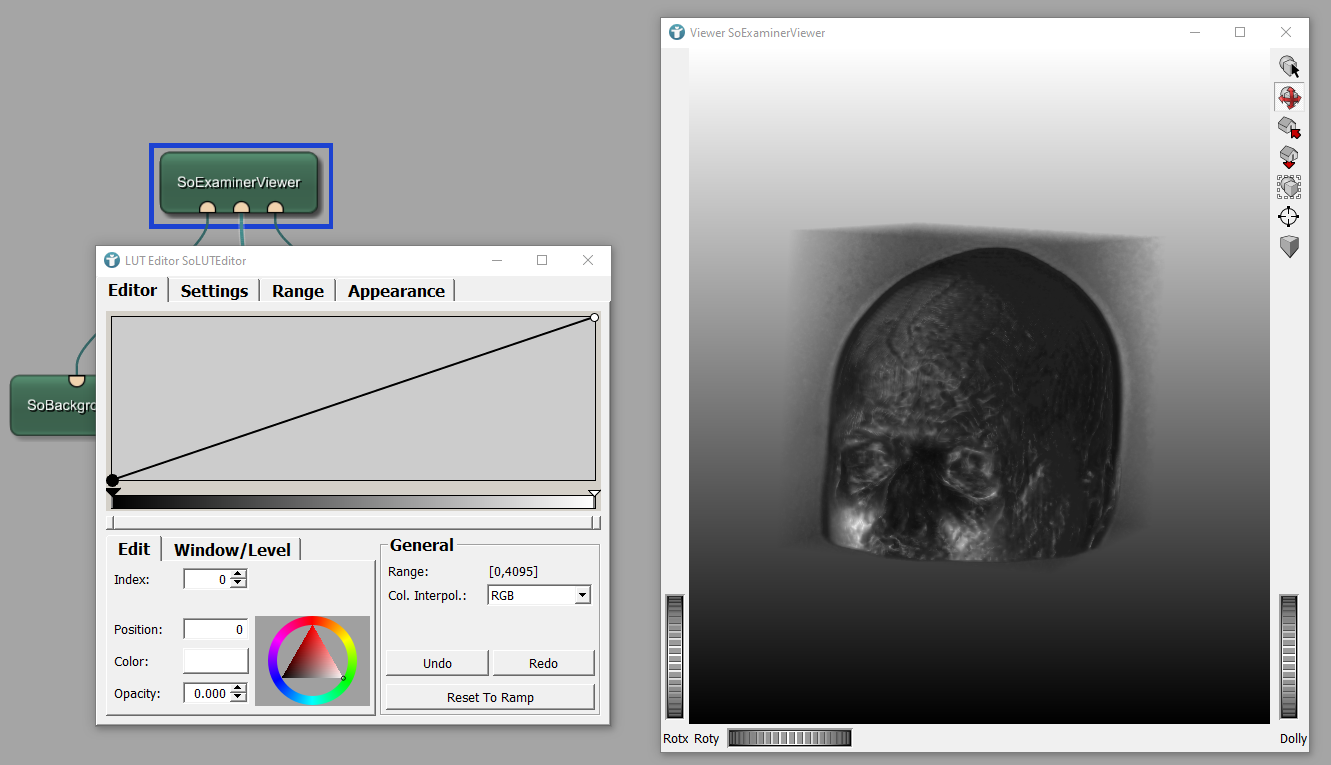 Viewer SoExaminerViewer
SoExaminerViewer
LUT Editor SoLUTEditor
Editor Settings Range Appearance
SoBackgro
Edit Window/Level
General
Index: 0
Range: [0,4095]
Col. Interpol.: RGB
Position: 0
Color:
Opacity: 0.000
Undo Redo
Reset To Ramp
Rotx Roty Dolly